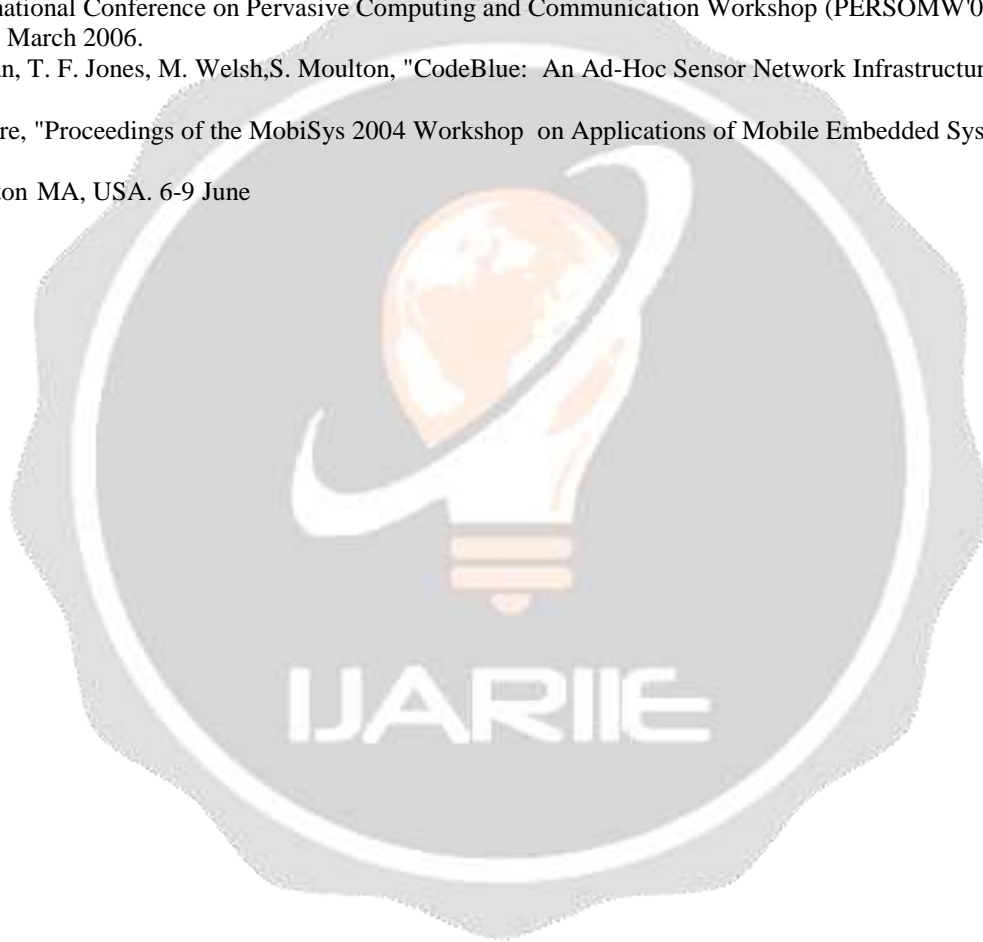 national Conference on Pervasive Computing and Communication Workshop (PERSOMW'0
March 2006.
n, T. F. Jones, M. Welsh,S. Moulton, "CodeBlue: An Ad-Hoc Sensor Network Infrastructur
re, "Proceedings of the MobiSys 2004 Workshop on Applications of Mobile Embedded Sys
on MA, USA. 6-9 June
IJARIIE